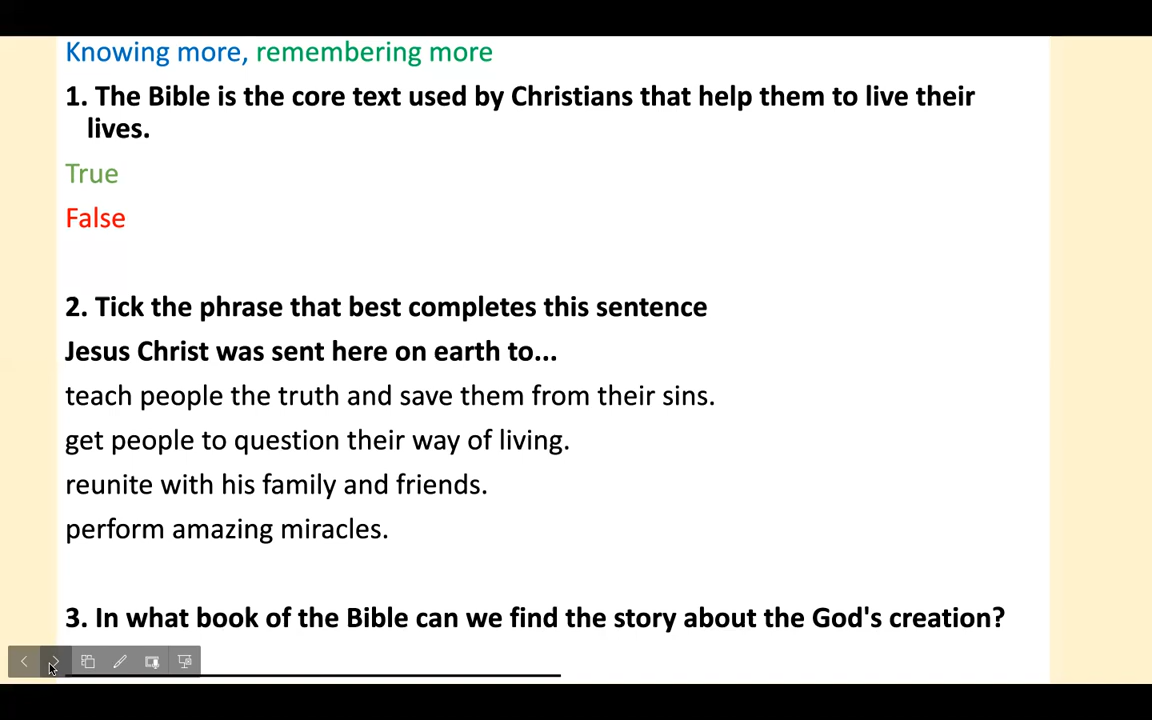 Knowing more, remembering more
1. The Bible is the core text used by Christians that help them to live their
lives.
True
False
2. Tick the phrase that best completes this sentence
Jesus Christ was sent here on earth to...
teach people the truth and save them from their sins.
get people to question their way of living.
reunite with his family and friends.
perform amazing miracles.
3. In what book of the Bible can we find the story about the God's creation?